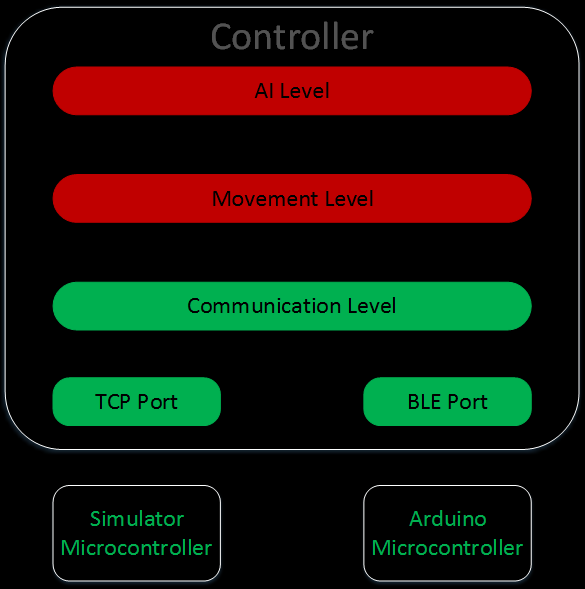 Controller
AI Level
Movement Level
Communication Level
TCP Port
BLE Port
Simulator
Microcontroller
Arduino
Microcontroller